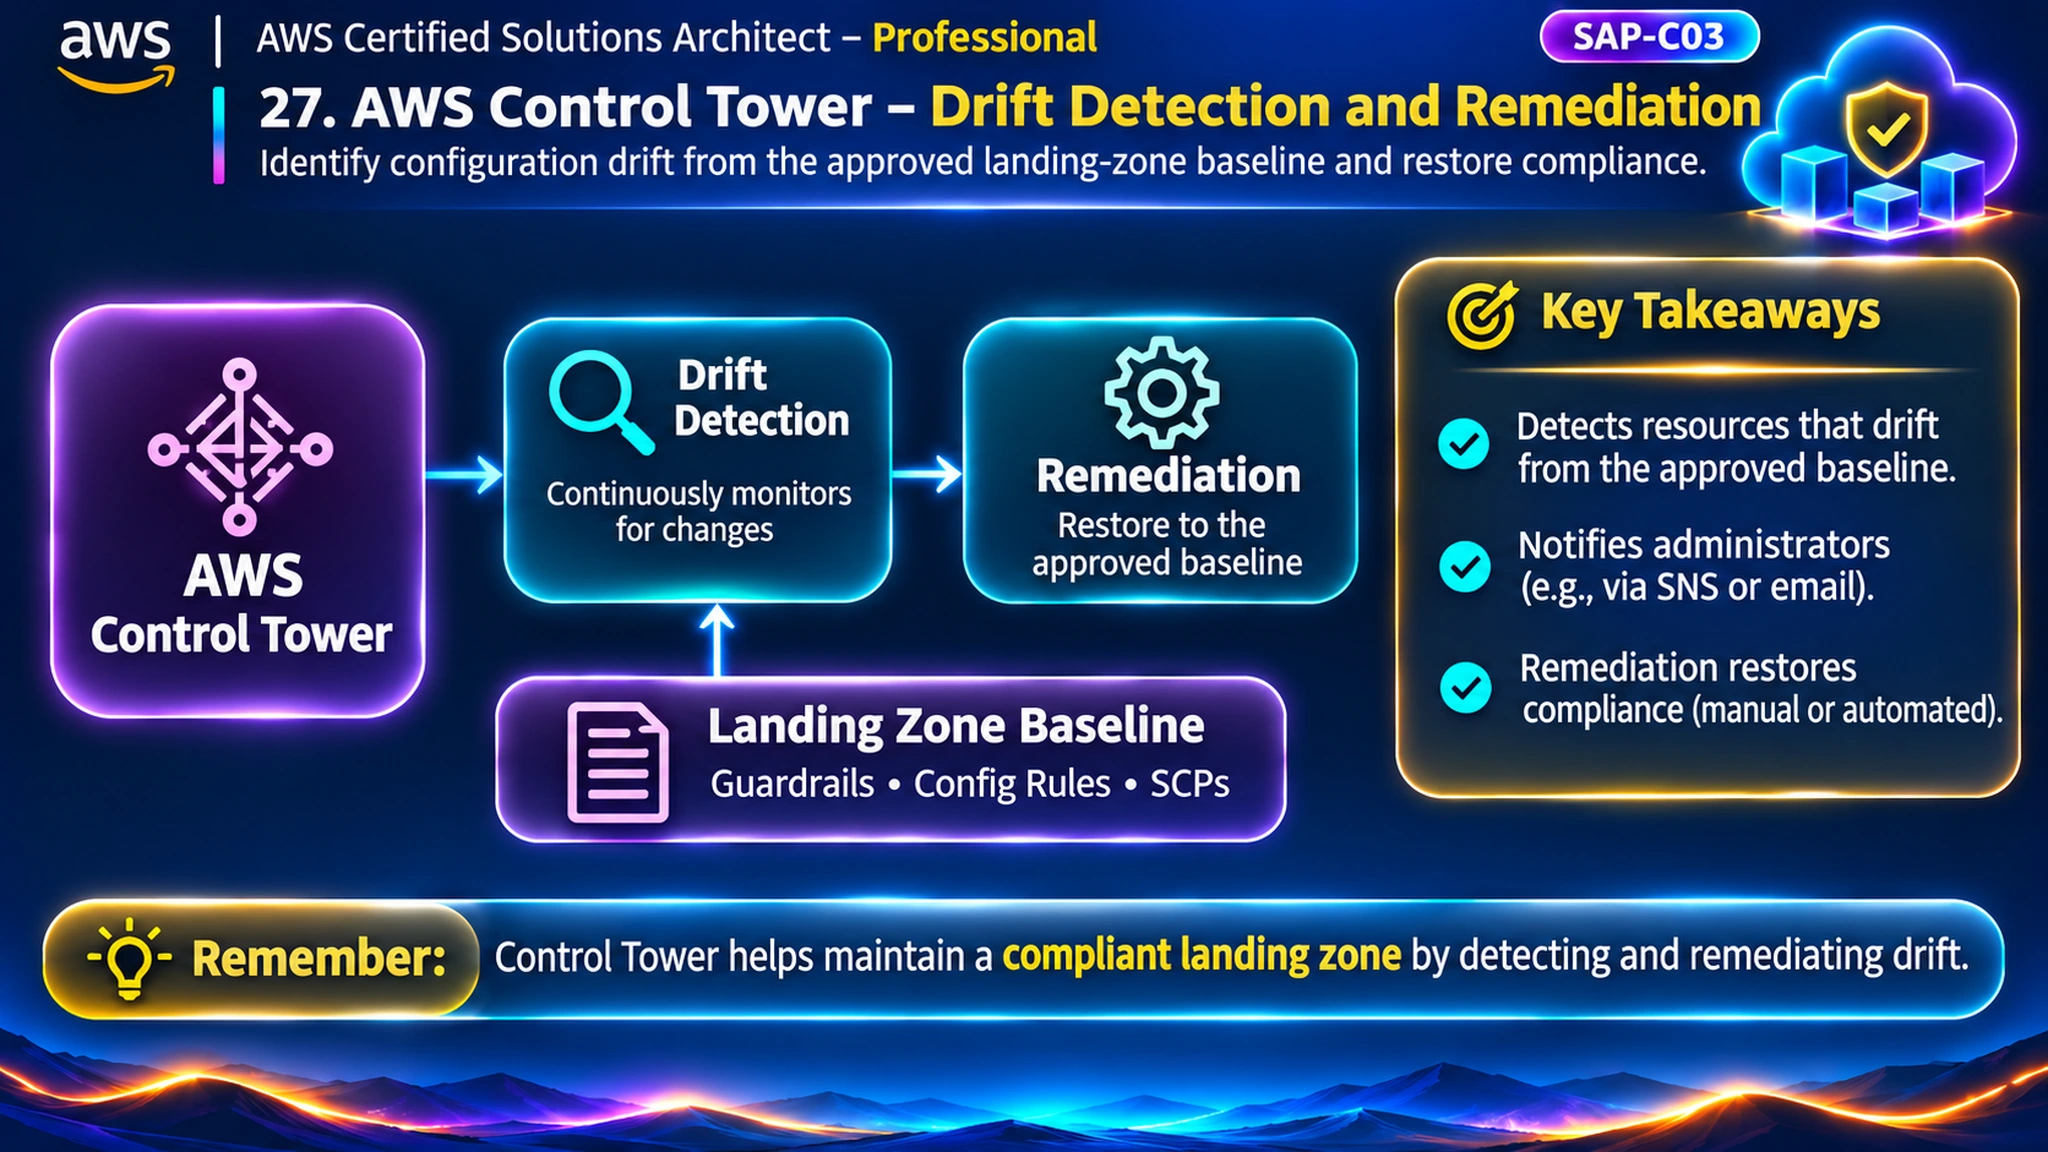 aws
AWS Certified Solutions Architect – Professional
SAP-C03
27. AWS Control Tower – Drift Detection and Remediation
Identify configuration drift from the approved landing-zone baseline and restore compliance.
AWS
Control Tower
Drift
Detection
Continuously monitors
for changes
Remediation
Restore to the
approved baseline
Landing Zone Baseline
Guardrails • Config Rules • SCPs
Key Takeaways
Detects resources that drift
from the approved baseline.
Notifies administrators
(e.g., via SNS or email).
Remediation restores
compliance (manual or automated).
Remember: Control Tower helps maintain a compliant landing zone by detecting and remediating drift.